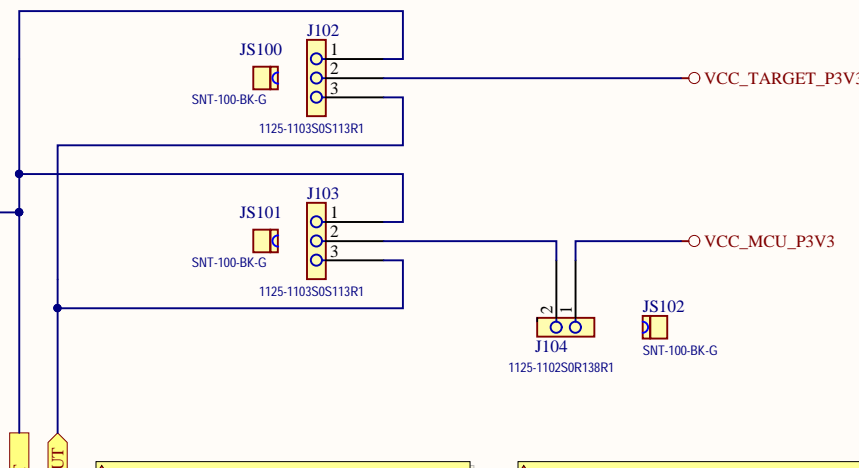 J102
JS100
1
2
3
VCC_TARGET_P3V3
SNT-100-BK-G
1125-1103S0S113R1
J103
JS101
1
2
3
VCC_MCU_P3V3
SNT-100-BK-G
1125-1103S0S113R1
JS102
2
1
J104
SNT-100-BK-G
1125-1102S0R138R1
UT